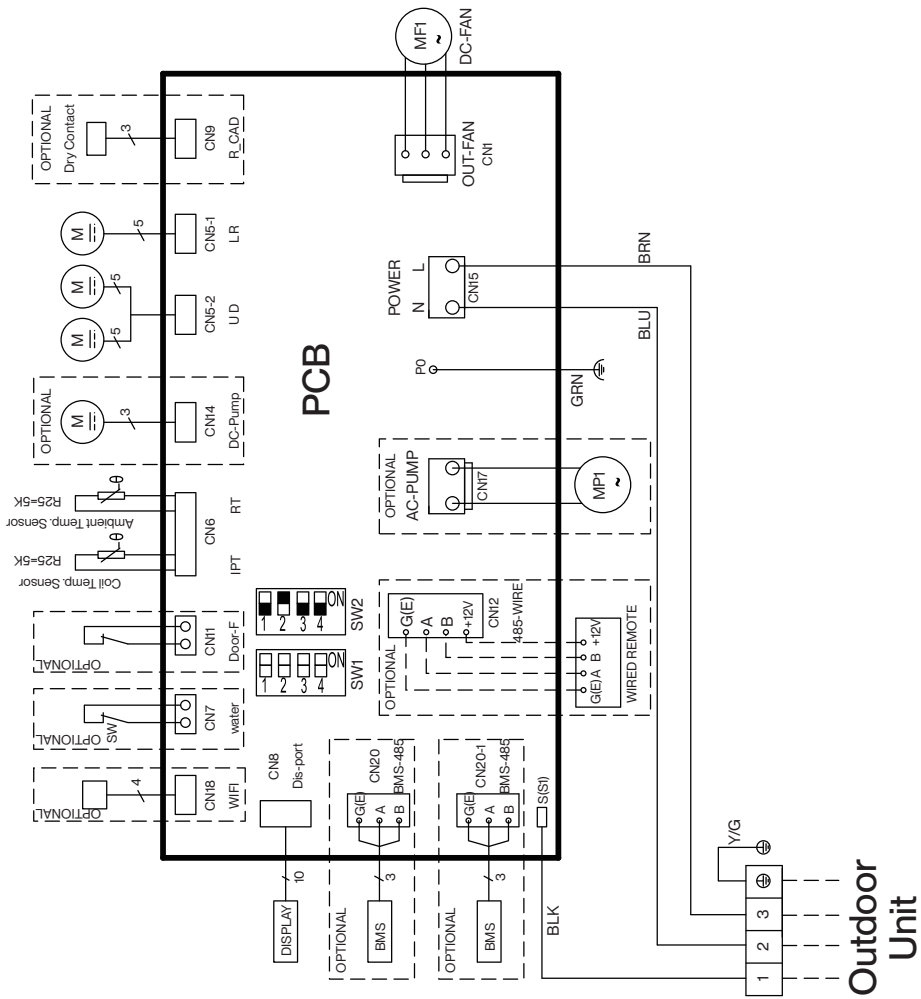 OPTIONAL
Dry Contact
3
CN9
R_CAD
M
5
CN5-1
LR
M
5
M
5
CN5-2
U D
OPTIONAL
M
3
CN14
DC-Pump
R25=5K
Ambient Temp. Sensor
θ
RT
R25=5K
Coil Temp. Sensor
θ
IPT
CN6
OPTIONAL
CN11
Door-F
OPTIONAL
SW
CN7
water
OPTIONAL
4
CN18
WIFI
MF1
~
DC-FAN
OUT-FAN
CN1
POWER
N
L
CN15
BRN
BLU
P0
GRN
PCB
OPTIONAL
AC-PUMP
CN17
MP1
~
1
2
3
4
ON
SW2
1
2
3
4
ON
SW1
OPTIONAL
G(E)
A
B
+12V
CN12
485-WIRE
G(E)
A
B
+12V
WIRED REMOTE
CN8
Dis-port
10
DISPLAY
CN20
BMS-485
G(E)
A
B
3
BMS
OPTIONAL
CN20-1
BMS-485
G(E)
A
B
3
BMS
OPTIONAL
S(S1)
BLK
Y/G
1
2
3
Outdoor
Unit